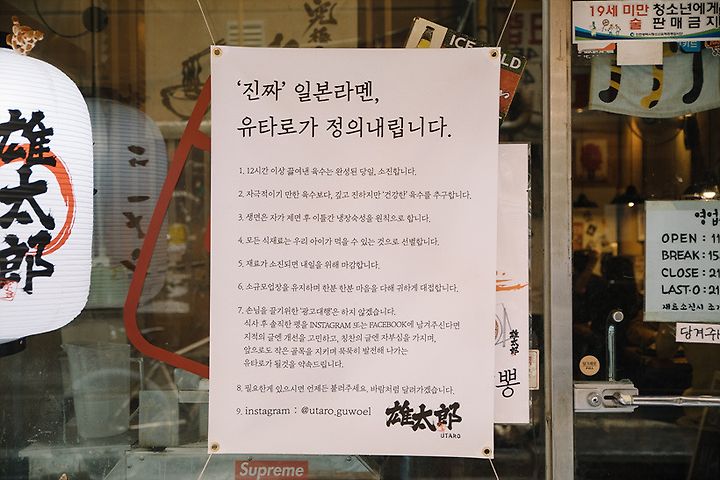 ‘진짜’ 일본라멘,
유타로가 정의내립니다.
1. 12시간 이상 끓여낸 육수는 완성된 당일, 소진합니다.
2. 자극적이기 만한 육수보다, 깊고 진하지만 '건강한' 육수를 추구합니다.
3. 생면은 자가 제면 후 이틀간 냉장숙성을 원칙으로 합니다.
4. 모든 식재료는 우리 아이가 먹을 수 있는 것으로 선별합니다.
5. 재료가 소진되면 내일을 위해 마감합니다.
6. 소규모업장을 유지하며 한분 한분 마음을 다해 귀하게 대접합니다.
7. 손님을 끌기위한 '광고대행'은 하지 않겠습니다.
식사 후 솔직한 평을 INSTAGRAM 또는 FACEBOOK에 남겨주신다면
지적의 글엔 개선을 고민하고, 칭찬의 글엔 자부심을 가지며,
앞으로도 작은 골목을 지키며 묵묵히 발전해 나가는
유타로가 될것을 약속드립니다.
8. 필요한게 있으시면 언제든 불러주세요, 바람처럼 달려가겠습니다.
9. instagram : @utaro_guwoel
雄太郎
UTARO
雄太郎
Supreme
19세 미만 청소년에게
술 판매금지
영업
OPEN : 11
BREAK : 15
CLOSE : 21
LAST·O : 21
재료소진시 조기
당겨주
뽕